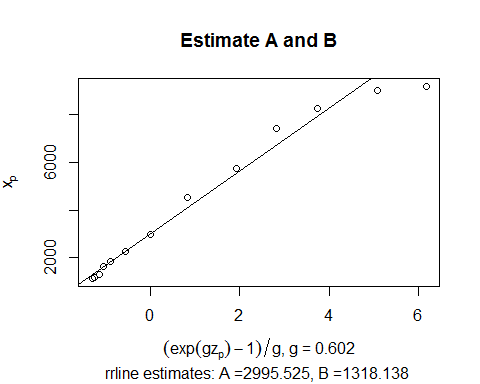 Estimate A and B
xp
6000
2000
0
2
4
6
(exp(gzp)−1)/g, g = 0.602
rrline estimates: A =2995.525, B =1318.138